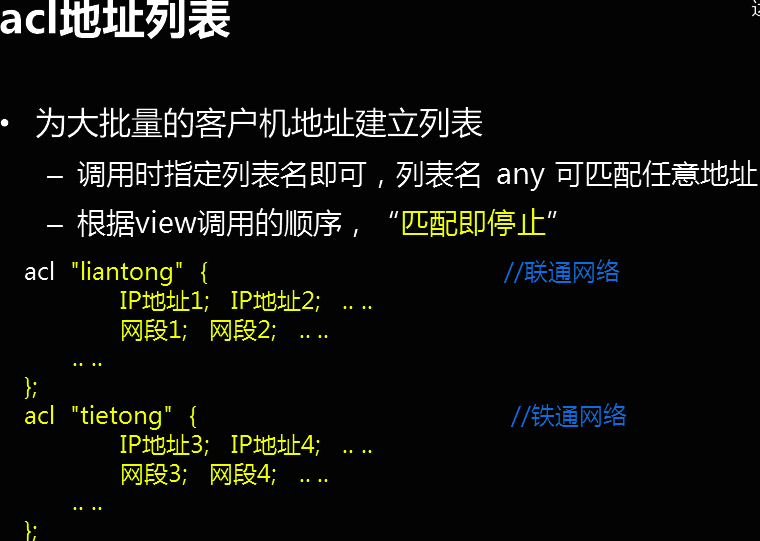 acl地址列表
• 为大批量的客户机地址建立列表
– 调用时指定列表名即可，列表名 any 可匹配任意地址
– 根据view调用的顺序，“匹配即停止”
acl "liantong" { //联通网络
IP地址1; IP地址2; .. ..
网段1; 网段2; .. ..
.. ..
};
acl "tietong" { //铁通网络
IP地址3; IP地址4; .. ..
网段3; 网段4; .. ..
.. ..
};